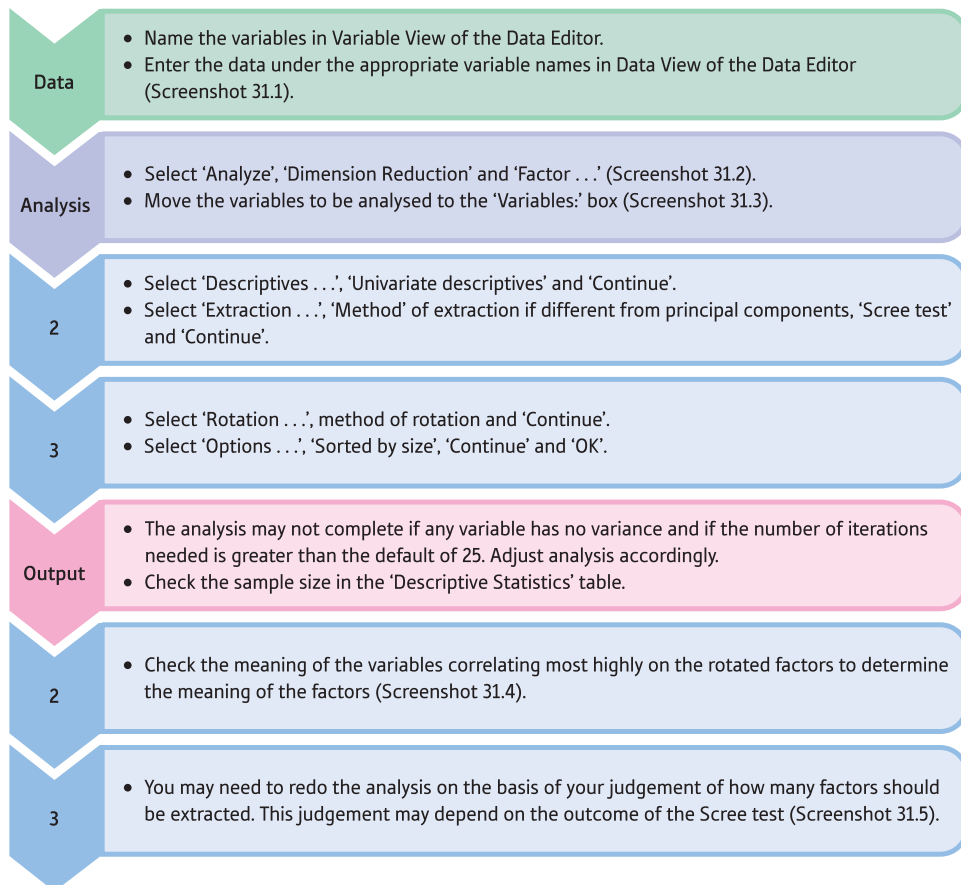 Data
• Name the variables in Variable View of the Data Editor.
• Enter the data under the appropriate variable names in Data View of the Data Editor
(Screenshot 31.1).
Analysis
• Select ‘Analyze’, ‘Dimension Reduction’ and ‘Factor . . .’ (Screenshot 31.2).
• Move the variables to be analysed to the ‘Variables:’ box (Screenshot 31.3).
2
• Select ‘Descriptives . . .’, ‘Univariate descriptives’ and ‘Continue’.
• Select ‘Extraction . . .’, ‘Method’ of extraction if different from principal components, ‘Scree test’
and ‘Continue’.
3
• Select ‘Rotation . . .’, method of rotation and ‘Continue’.
• Select ‘Options . . .’, ‘Sorted by size’, ‘Continue’ and ‘OK’.
Output
• The analysis may not complete if any variable has no variance and if the number of iterations
needed is greater than the default of 25. Adjust analysis accordingly.
• Check the sample size in the ‘Descriptive Statistics’ table.
2
• Check the meaning of the variables correlating most highly on the rotated factors to determine
the meaning of the factors (Screenshot 31.4).
3
• You may need to redo the analysis on the basis of your judgement of how many factors should
be extracted. This judgement may depend on the outcome of the Scree test (Screenshot 31.5).